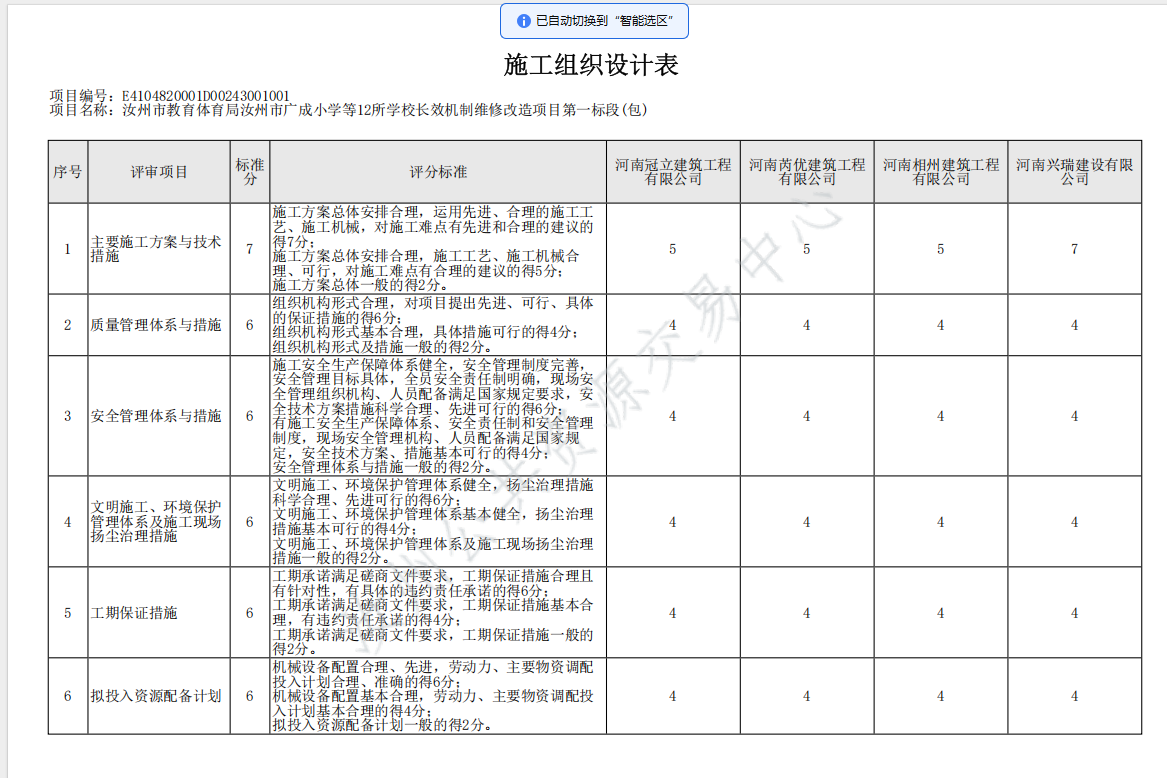 已自动切换到“智能选区”
施工组织设计表
项目编号: E4104820001D00243001001
项目名称: 汝州市教育体育局汝州市广成小学等12所学校长效机制维修改造项目第一标段(包)
序号
评审项目
标准
分
评分标准
河南冠立建筑工程
有限公司
河南芮优建筑工程
有限公司
河南相州建筑工程
有限公司
河南兴瑞建设有限
公司
1
主要施工方案与技术
措施
7
施工方案总体安排合理，运用先进、合理的施工工
艺、施工机械，对施工难点有先进和合理的建议的
得7分;
施工方案总体安排合理，施工工艺、施工机械合
理、可行，对施工难点有合理的建议的得5分;
施工方案总体一般的得2分。
5
5
5
7
2
质量管理体系与措施
6
组织机构形式合理，对项目提出先进、可行、具体
的保证措施的得6分;
组织机构形式基本合理，具体措施可行的得4分;
组织机构形式及措施一般的得2分。
4
4
4
4
3
安全管理体系与措施
6
施工安全生产保障体系健全，安全管理制度完善，
安全管理目标具体，全员安全责任制明确，现场安
全管理组织机构、人员配备满足国家规定要求，安
全技术方案措施科学合理、先进可行的得6分;
有施工安全生产保障体系、安全责任制和安全管理
制度，现场安全管理机构、人员配备满足国家规
定，安全技术方案、措施基本可行的得4分;
安全管理体系与措施一般的得2分。
4
4
4
4
4
文明施工、环境保护
管理体系及施工现场
扬尘治理措施
6
文明施工、环境保护管理体系健全，扬尘治理措施
科学合理、先进可行的得6分;
文明施工、环境保护管理体系基本健全，扬尘治理
措施基本可行的得4分;
文明施工、环境保护管理体系及施工现场扬尘治理
措施一般的得2分。
4
4
4
4
5
工期保证措施
6
工期承诺满足磋商文件要求，工期保证措施合理且
有针对性，有具体的违约责任承诺的得6分;
工期承诺满足磋商文件要求，工期保证措施基本合
理，有违约责任承诺的得4分;
工期承诺满足磋商文件要求，工期保证措施一般的
得2分。
4
4
4
4
6
拟投入资源配备计划
6
机械设备配置合理、先进，劳动力、主要物资调配
投入计划合理、准确的得6分;
机械设备配置基本合理，劳动力、主要物资调配投
入计划基本合理的得4分;
拟投入资源配备计划一般的得2分。
4
4
4
4
州公共资源交易中心